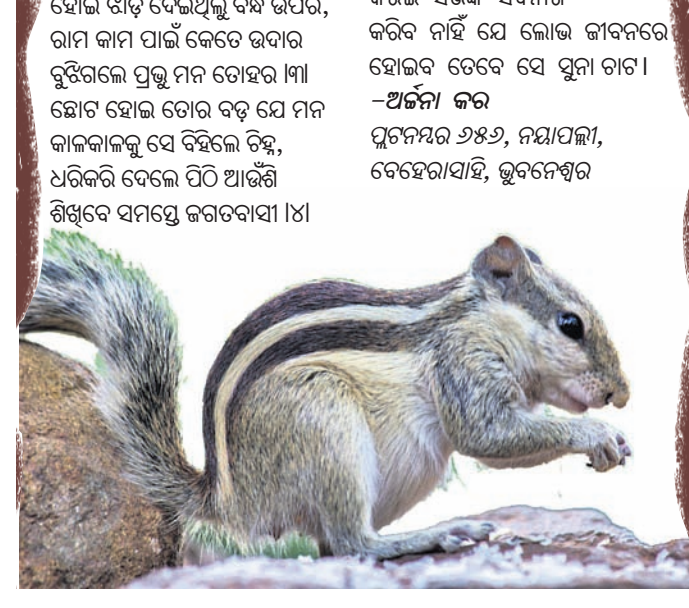 ହୋଇ ଝାଡ଼ି ଦେଇଥିଲୁ ବନ୍ଧ ଉପର,
ରାମ କାମ ପାଇଁ କେତେ ଉଦାର
ବୁଝିଗଲେ ପ୍ରଭୁ ମନ ତୋହର ।୩।
ଛୋଟ ହୋଇ ତୋର ବଡ଼ ଯେ ମନ
କାଳକାଳକୁ ସେ ବିହିଲେ ଚିହ୍ନ,
ଧରିକରି ଦେଲେ ପିଠି ଆଉଁଶି
ଶିଖିବେ ସମସ୍ତେ ଜଗତବାସୀ ।୪।
କରିବ ନାହିଁ ଯେ ଲୋଭ ଜୀବନରେ
ହୋଇବ ତେବେ ସେ ସୁନା ଚାଟ।
–ଅର୍ଚ୍ଚନା କର
ପ୍ଲଟନମ୍ବର ୬୫୬, ନୟାପଲ୍ଲୀ,
ବେହେରାସାହି, ଭୁବନେଶ୍ୱର